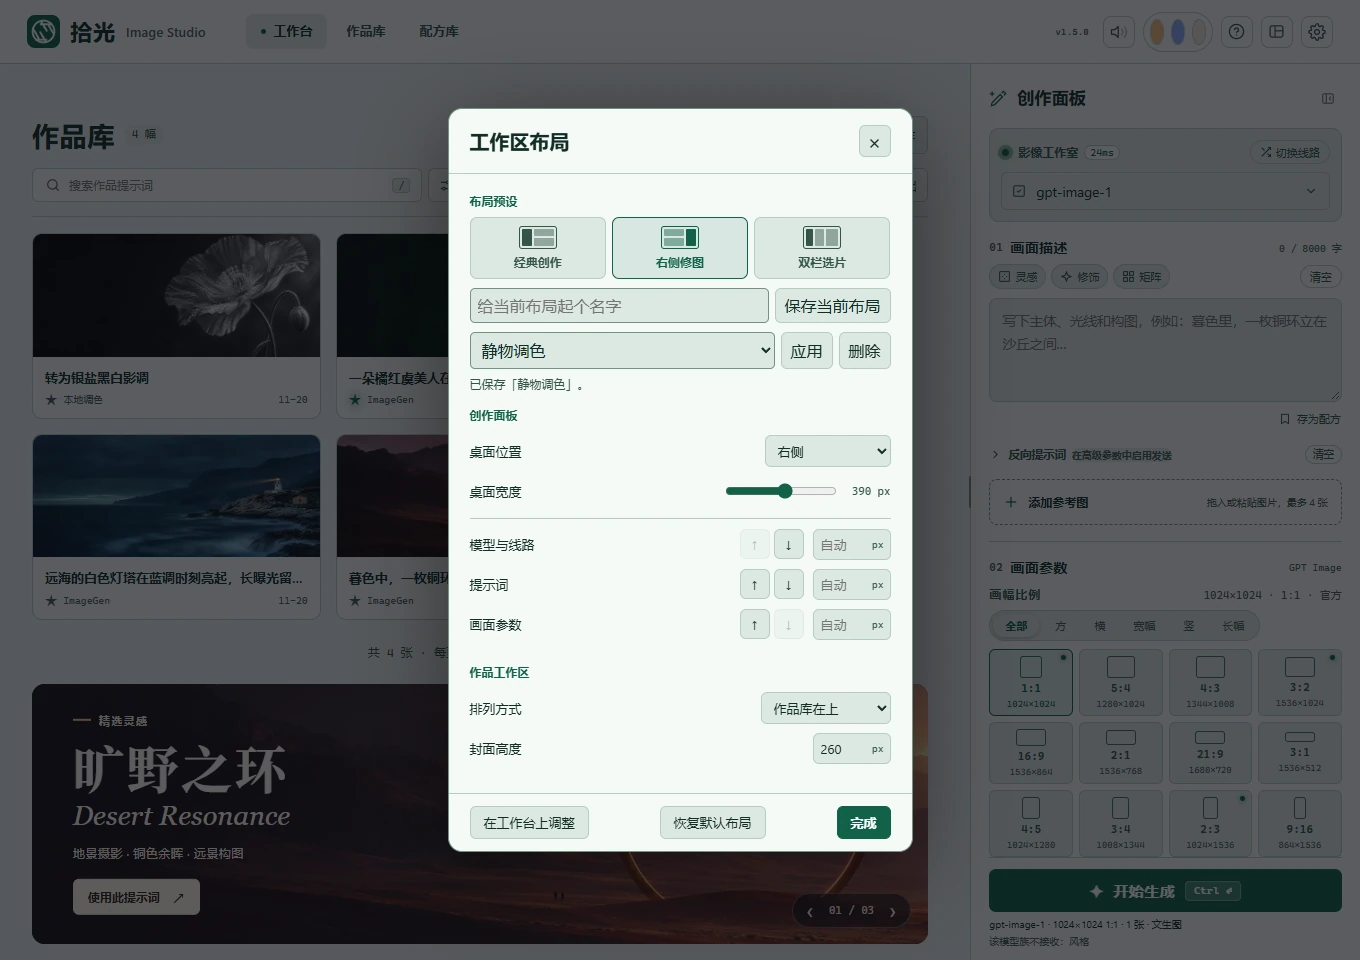 拾光 Image Studio
工作台
作品库
配方库
v1.5.0
作品库 4 幅
搜索作品提示词 /
转为银盐黑白影调
本地调色 11-20
一朵橘红虞美人在
ImageGen
远海的白色灯塔在蓝调时刻亮起，长曝光留...
ImageGen 11-20
暮色中，一枚铜环
ImageGen
共 4 张 · 每
精选灵感
旷野之环
Desert Resonance
地景摄影 · 铜色余晖 · 远景构图
使用此提示词 ↗
01 / 03
工作区布局
×
布局预设
经典创作
右侧修图
双栏选片
给当前布局起个名字
保存当前布局
静物调色
应用
删除
已保存「静物调色」。
创作面板
桌面位置 右侧
桌面宽度 390 px
模型与线路 ↑ ↓ 自动 px
提示词 ↑ ↓ 自动 px
画面参数 ↑ ↓ 自动 px
作品工作区
排列方式 作品库在上
封面高度 260 px
在工作台上调整
恢复默认布局
完成
创作面板
影像工作室 24ms 切换线路
gpt-image-1
01 画面描述 0 / 8000 字
灵感
修饰
矩阵
清空
写下主体、光线和构图，例如：暮色里，一枚铜环立在
沙丘之间...
存为配方
反向提示词 在高级参数中启用发送 清空
添加参考图 拖入或粘贴图片，最多 4 张
02 画面参数 GPT Image
画幅比例 1024×1024 · 1:1 · 官方
全部 方 横 宽幅 竖 长幅
1:1 5:4 4:3 3:2
1024×1024 1280×1024 1344×1008 1536×1024
16:9 2:1 21:9 3:1
1536×864 1536×768 1680×720 1536×512
4:5 3:4 2:3 9:16
1024×1280 1008×1344 1024×1536 864×1536
开始生成 Ctrl ⏎
gpt-image-1 · 1024×1024 1:1 · 1 张 · 文生图
该模型族不接收：风格